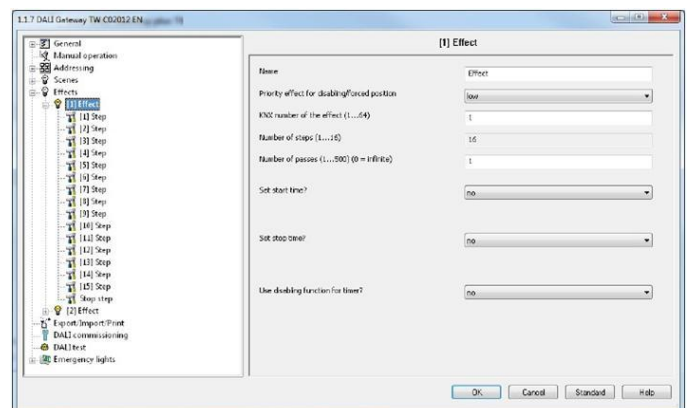 1.1.7 DALI Gateway TW C02012 EN
General
Manual operation
Addressing
Scenes
Effects
[1] Effect
[1] Step
[2] Step
[3] Step
[4] Step
[5] Step
[6] Step
[7] Step
[8] Step
[9] Step
[10] Step
[11] Step
[12] Step
[13] Step
[14] Step
[15] Step
Stop step
[2] Effect
Export/Import/Print
DALI commissioning
DALI test
Emergency lights
[1] Effect
Name
Effect
Priority effect for disabling/forced position
low
KNX number of the effect (1...64)
1
Number of steps (1...16)
16
Number of passes (1...500) (0 = infinite)
1
Set start time?
no
Set stop time?
no
Use disabling function for timer?
no
OK
Cancel
Standard
Help